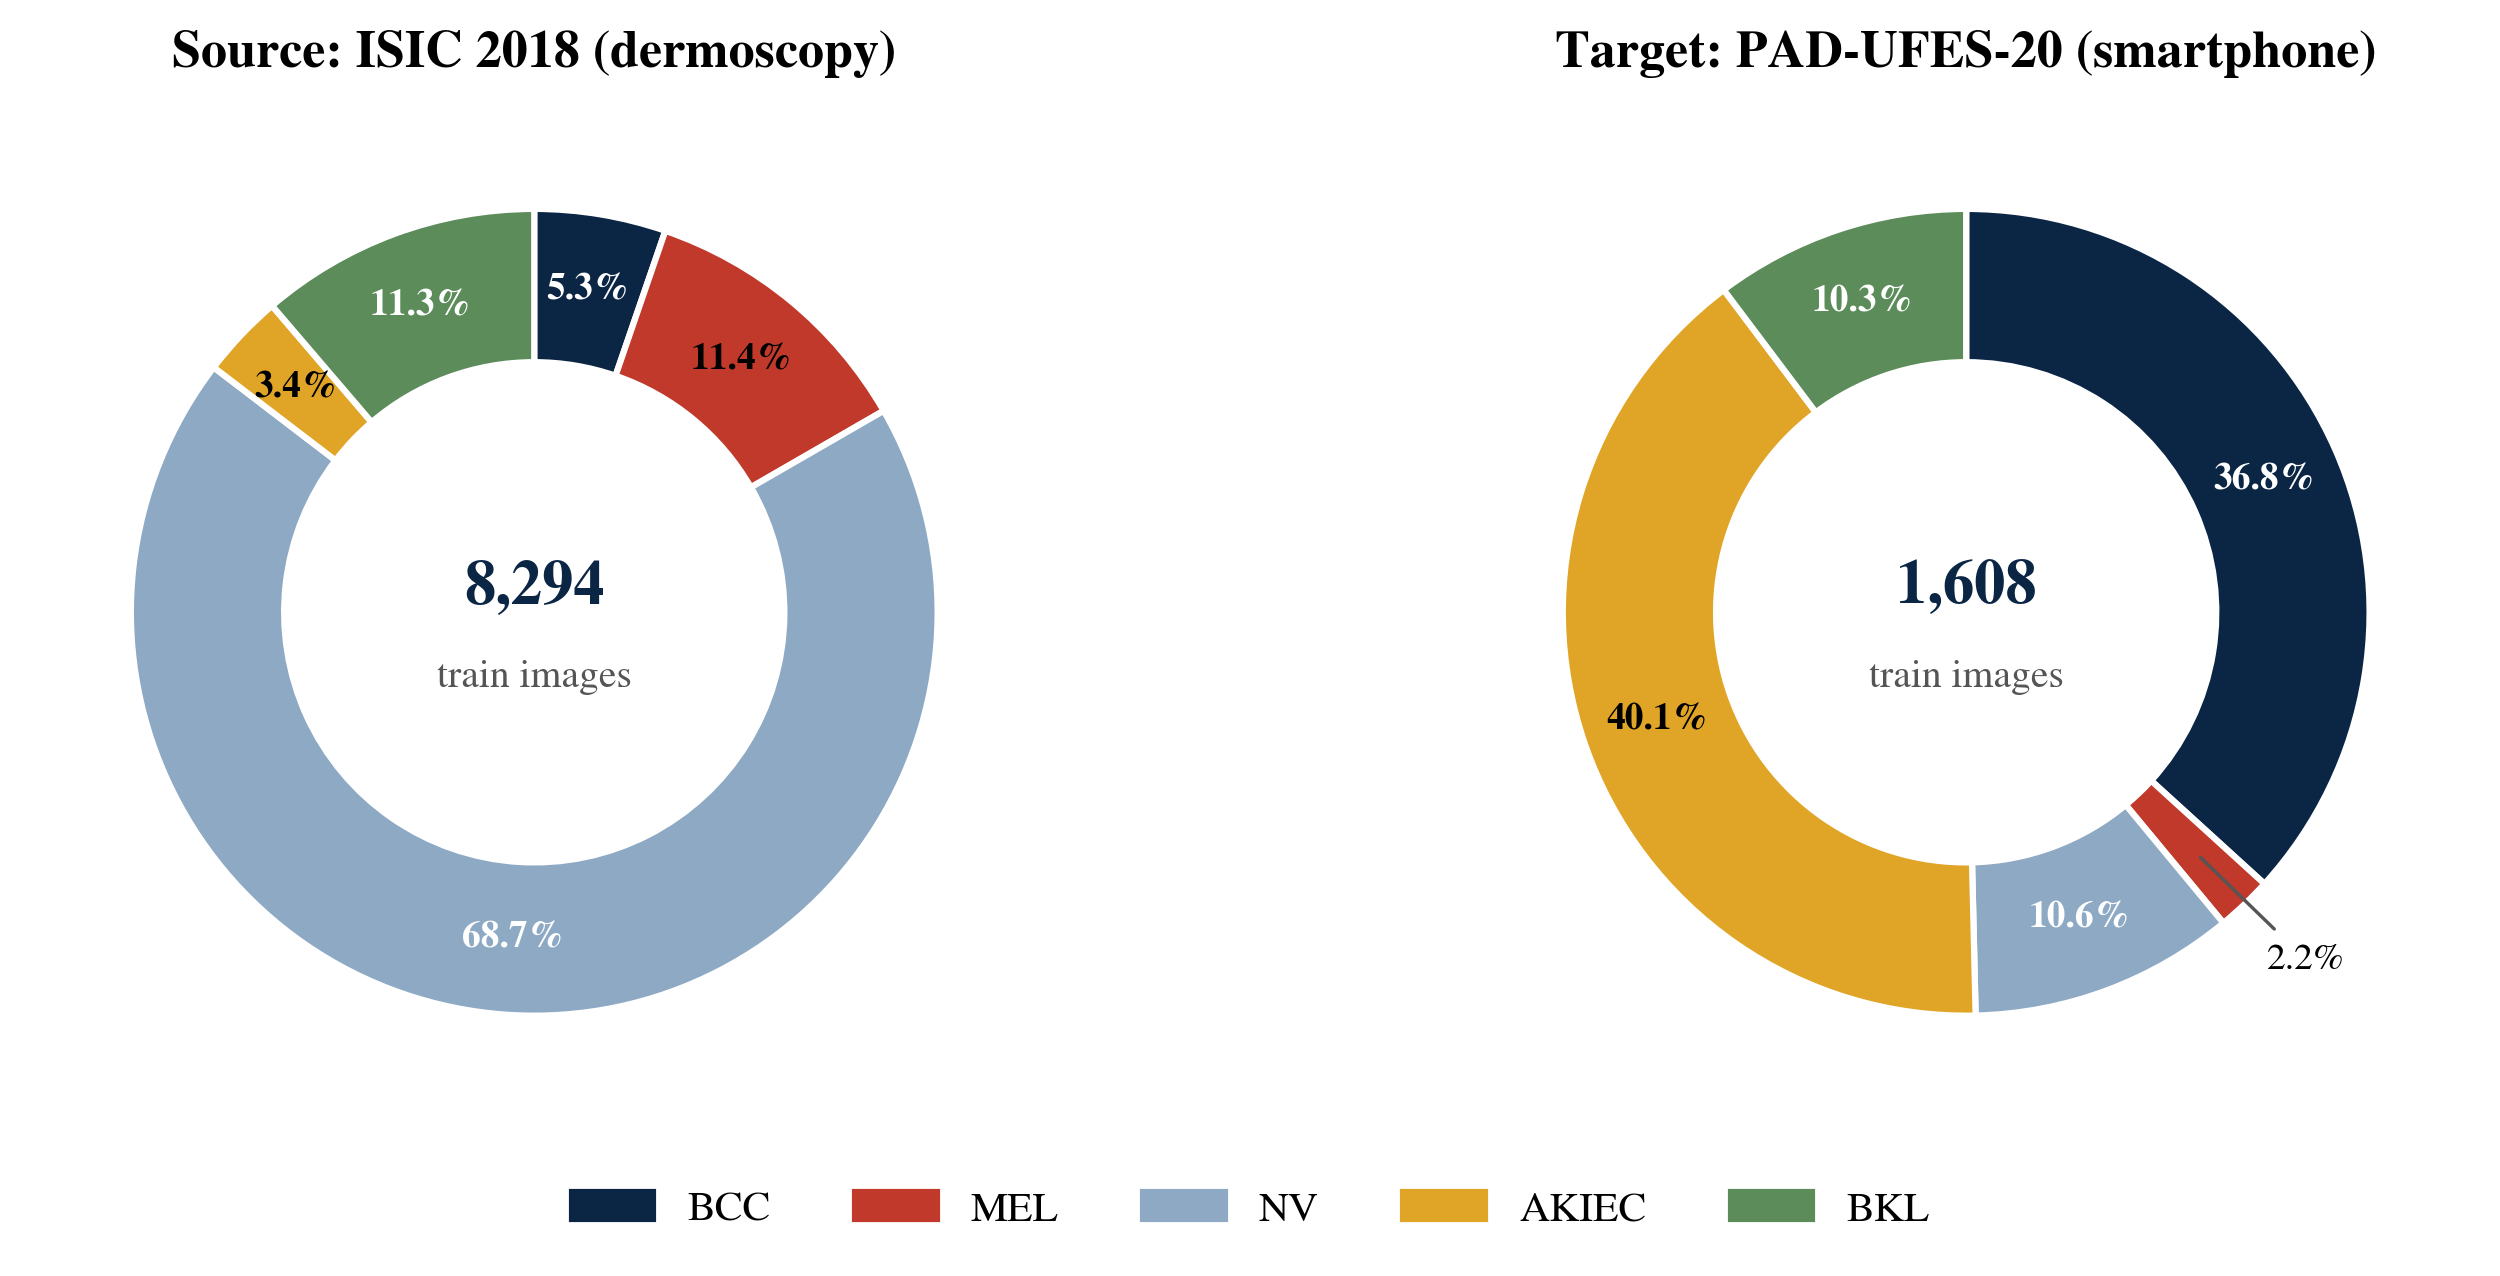 Source: ISIC 2018 (dermoscopy)
5.3%
11.4%
68.7%
3.4%
11.3%
8,294
train images
Target: PAD-UFES-20 (smartphone)
36.8%
2.2%
10.6%
40.1%
10.3%
1,608
train images
BCC
MEL
NV
AKIEC
BKL